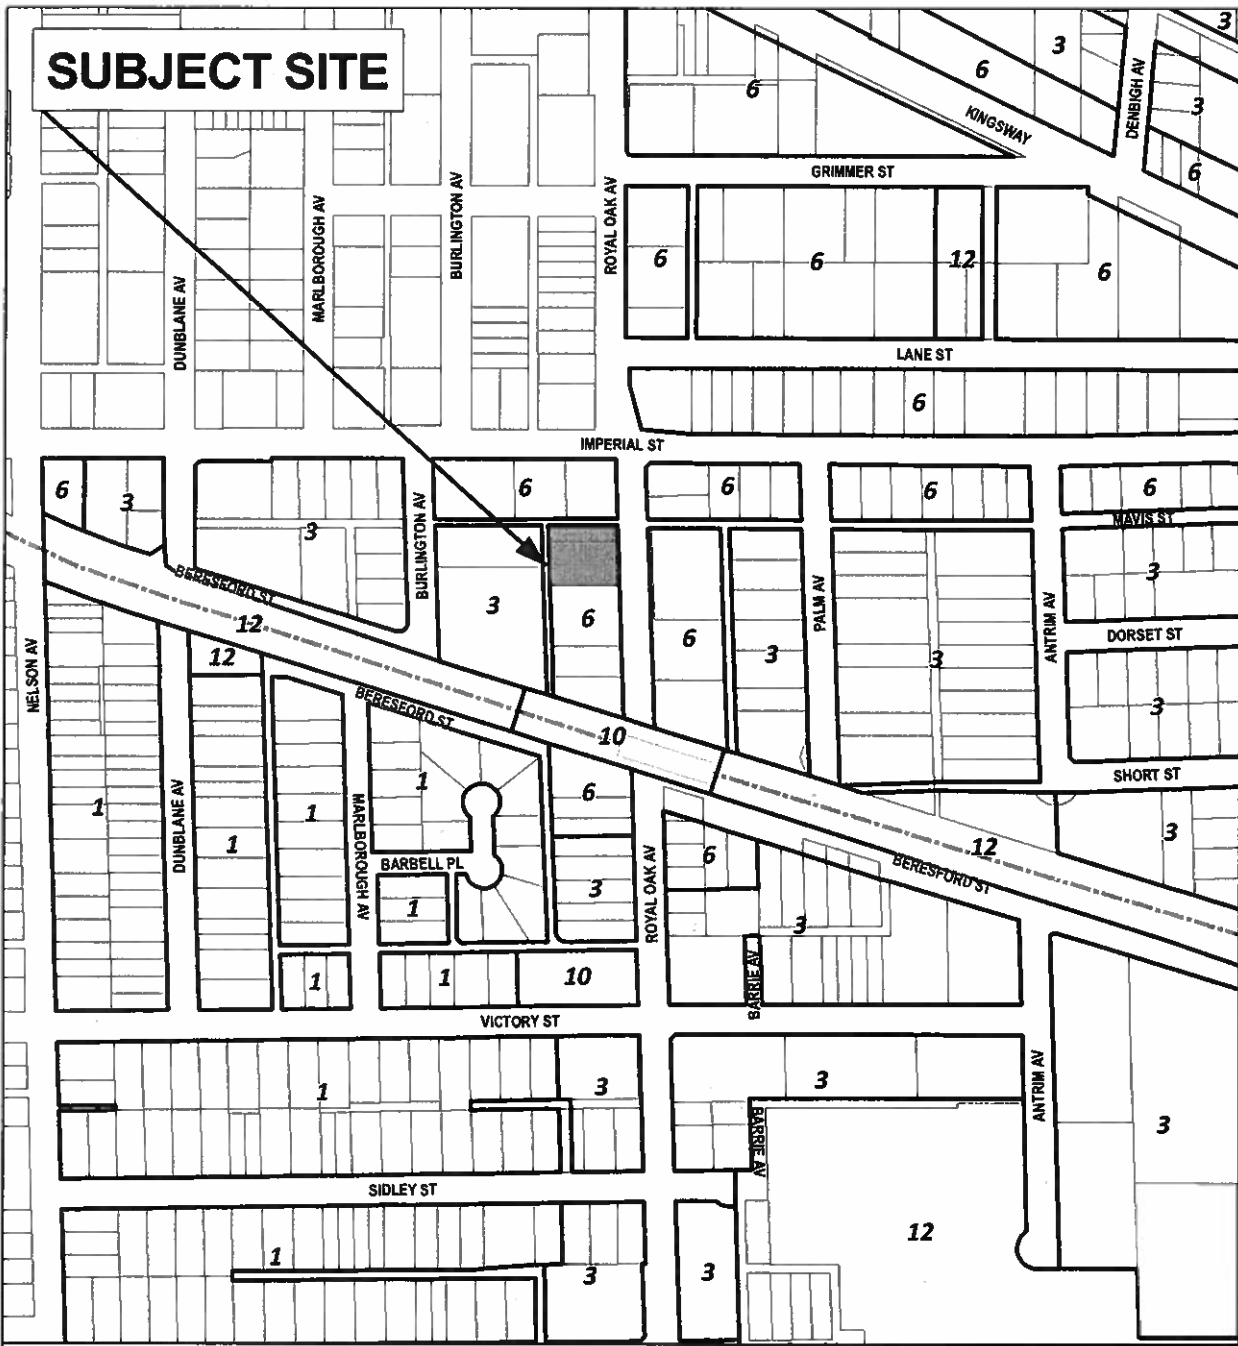 SUBJECT SITE
3
3
6
DENBIGH AV
6
3
KINGSWAY
GRIMMER ST
6
BURLINGTON AV
ROYAL OAK AV
MARLBOROUGH AV
DUNBLANE AV
6
6
12
6
LANE ST
6
IMPERIAL ST
6
3
6
6
6
6
MAVIS ST
BURLINGTON AV
3
BERESFORD ST
3
6
6
3
PALM AV
3
ANTRIM AV
3
DORSET ST
NELSON AV
12
12
BERESFORD ST
10
3
SHORT ST
1
DUNBLANE AV
1
1
MARLBOROUGH AV
1
6
6
12
3
BERESFORD ST
BARBELL PL
1
3
ROYAL OAK AV
3
BARRIE AV
1
1
10
VICTORY ST
1
3
3
ANTRIM AV
BARRIE AV
3
SIDLEY ST
1
3
3
12